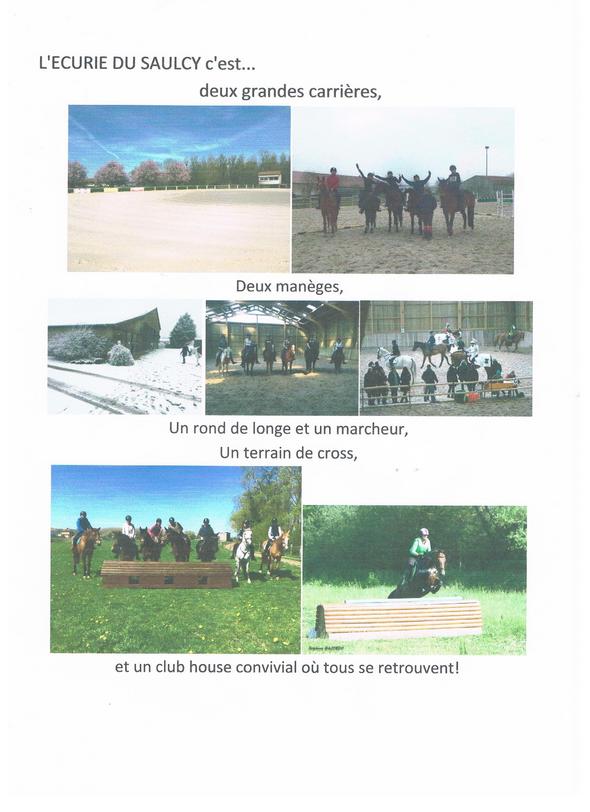 L'ECURIE DU SAULCY c'est...
deux grandes carrières,
Deux manèges,
Un rond de longe et un marcheur,
Un terrain de cross,
et un club house convivial où tous se retrouvent!